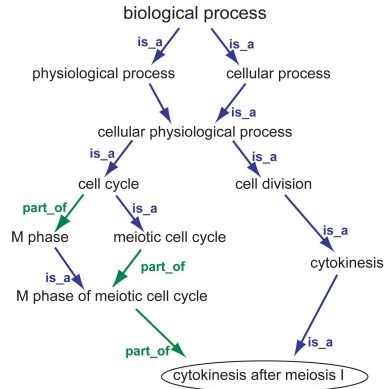 biological process
is_a
is_a
physiological process
cellular process
is_a
cellular physiological process
is_a
is_a
cell cycle
cell division
part_of
is_a
M phase
meiotic cell cycle
is_a
part_of
is_a
cytokinesis
M phase of meiotic cell cycle
is_a
part_of
cytokinesis after meiosis I